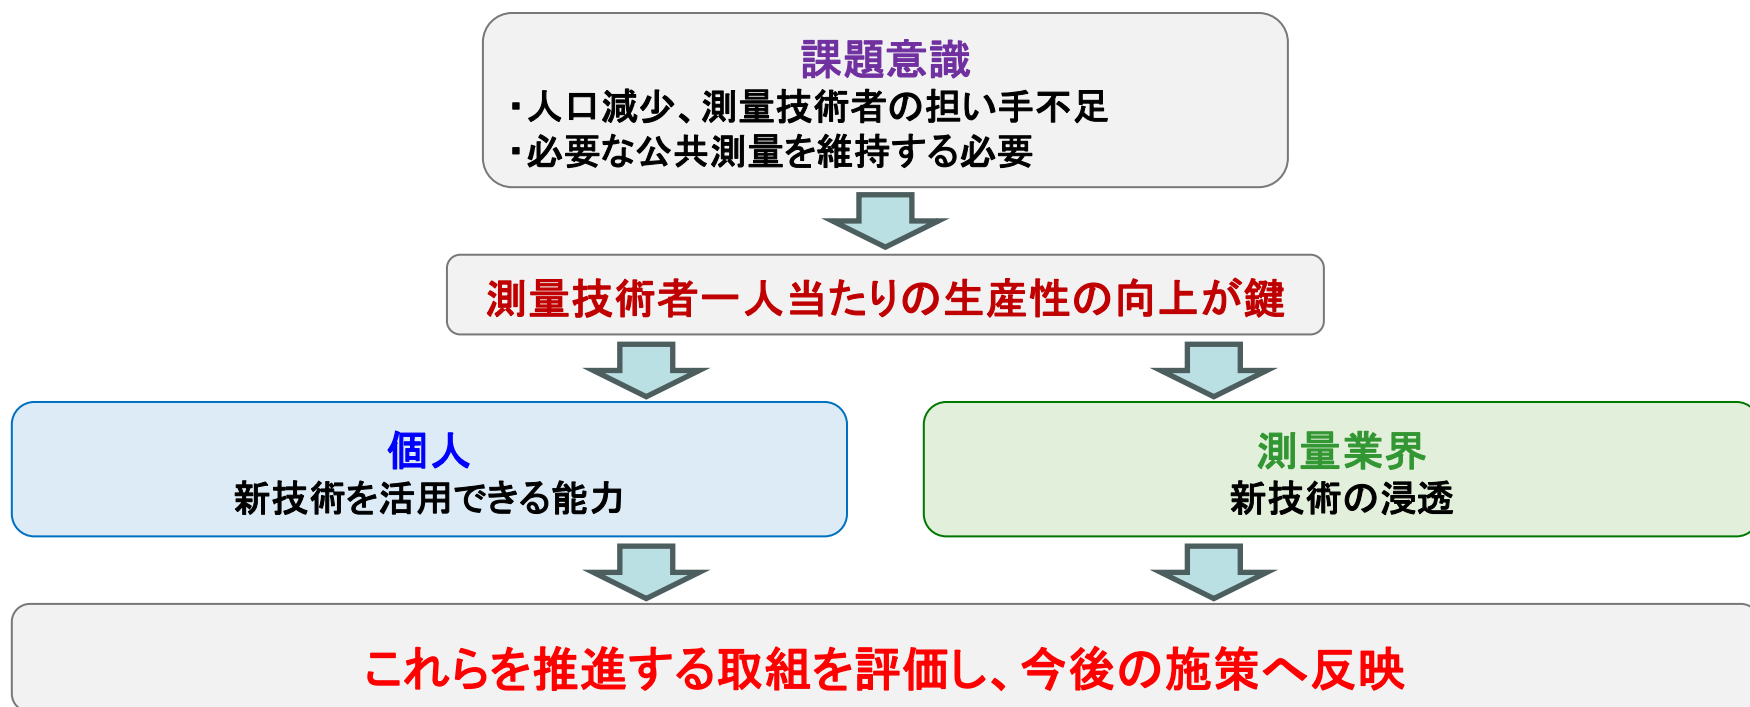 課題意識
・人口減少、測量技術者の担い手不足
・必要な公共測量を維持する必要
測量技術者一人当たりの生産性の向上が鍵
個人
新技術を活用できる能力
測量業界
新技術の浸透
これらを推進する取組を評価し、今後の施策へ反映